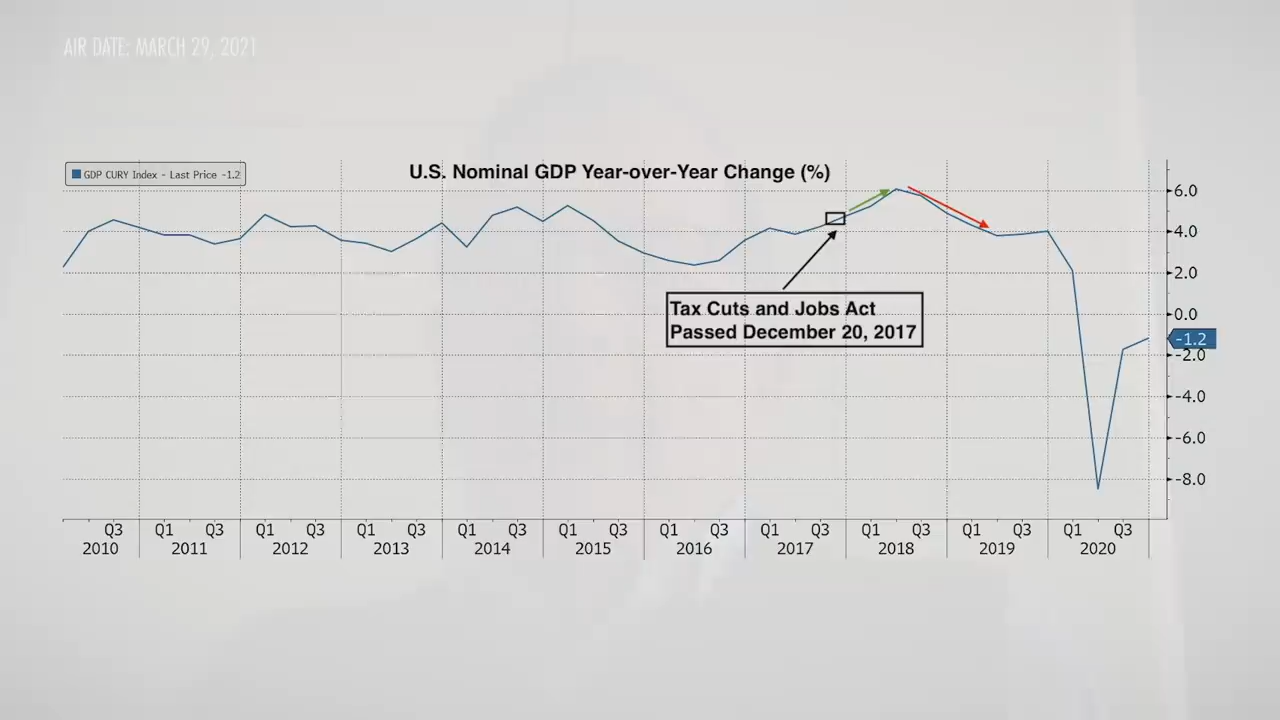 AIR DATE: MARCH 29, 2021
U.S. Nominal GDP Year-over-Year Change (%)
GDP CURY Index - Last Price -1.2
6.0
4.0
2.0
0.0
-1.2
-2.0
-4.0
-6.0
-8.0
Tax Cuts and Jobs Act
Passed December 20, 2017
Q3 Q1 Q3 Q1 Q3 Q1 Q3 Q1 Q3 Q1 Q3 Q1 Q3 Q1 Q3 Q1 Q3 Q1 Q3 Q1 Q3
2010 2011 2012 2013 2014 2015 2016 2017 2018 2019 2020